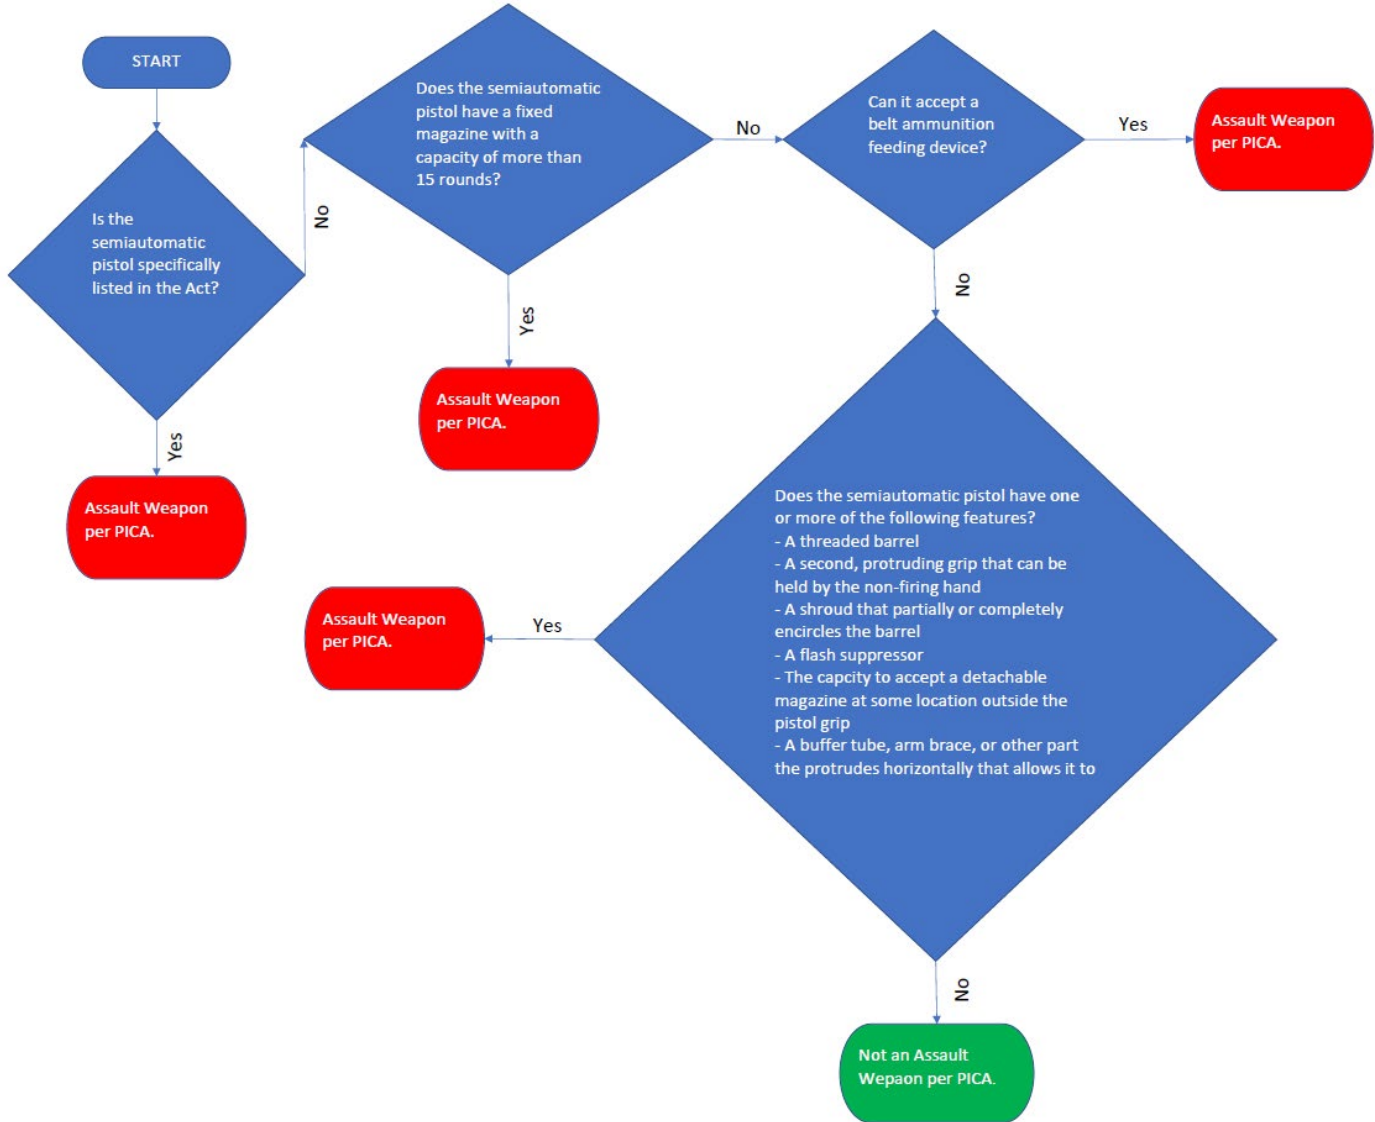 START
Is the
semiautomatic
pistol specifically
listed in the Act?
Yes
Assault Weapon
per PICA.
No
Does the semiautomatic
pistol have a fixed
magazine with a
capacity of more than
15 rounds?
Yes
Assault Weapon
per PICA.
No
Can it accept a
belt ammunition
feeding device?
Yes
Assault Weapon
per PICA.
No
Does the semiautomatic pistol have one
or more of the following features?
- A threaded barrel
- A second, protruding grip that can be
held by the non-firing hand
- A shroud that partially or completely
encircles the barrel
- A flash suppressor
- The capcity to accept a detachable
magazine at some location outside the
pistol grip
- A buffer tube, arm brace, or other part
the protrudes horizontally that allows it to
Yes
Assault Weapon
per PICA.
No
Not an Assault
Wepaon per PICA.